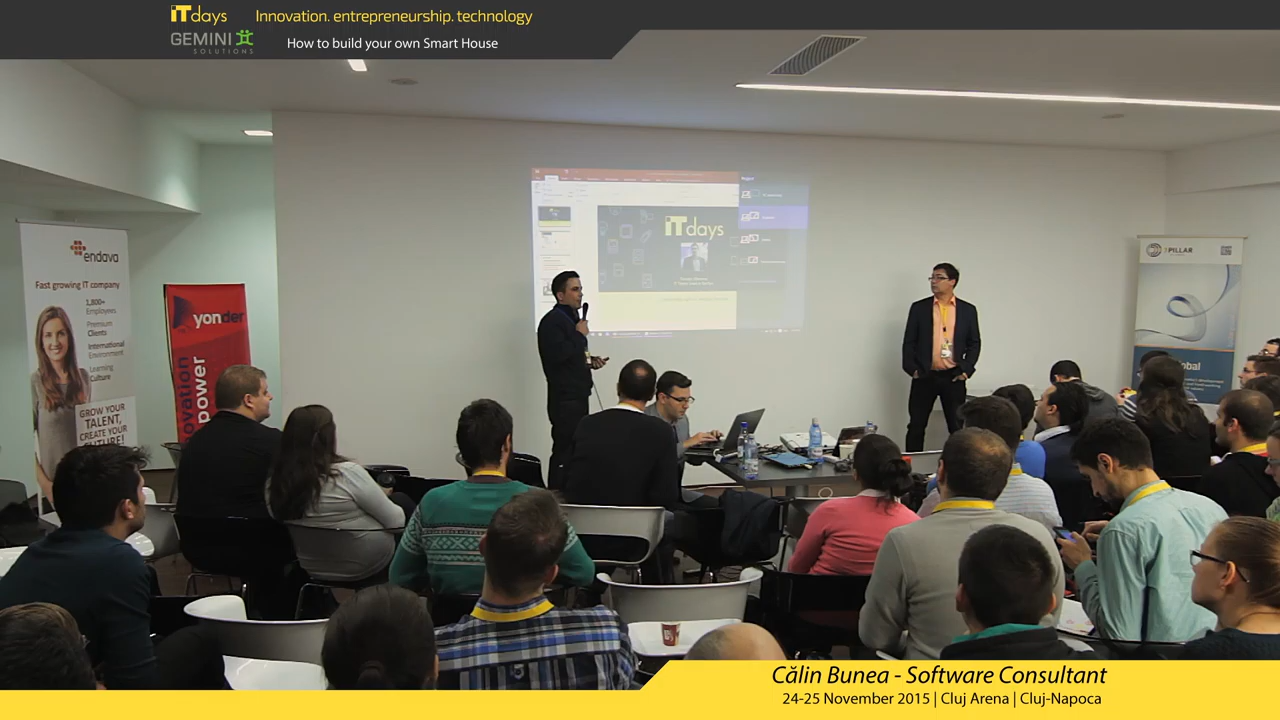 iTdays
Innovation. entrepreneurship. technology
GEMINI
SOLUTIONS
How to build your own Smart House
endava
Fast growing IT company
1,800+
Employees
Premium
Clients
International
Environment
Learning
Culture
GROW YOUR
TALENT,
CREATE YOUR
FUTURE!
yonder
power
iTdays
3PILLAR
Călin Bunea - Software Consultant
24-25 November 2015 | Cluj Arena | Cluj-Napoca